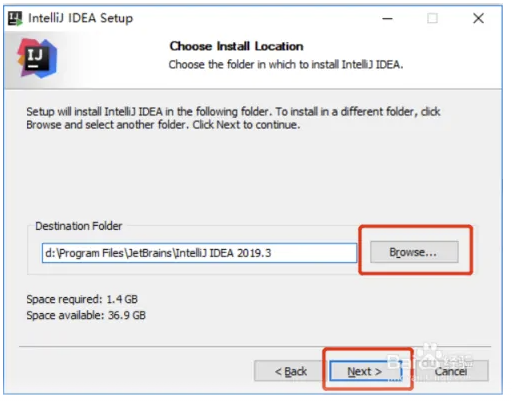 IntelliJ IDEA Setup
IJ
Choose Install Location
Choose the folder in which to install IntelliJ IDEA.
Setup will install IntelliJ IDEA in the following folder. To install in a different folder, click
Browse and select another folder. Click Next to continue.
Destination Folder
d:\Program Files\JetBrains\IntelliJ IDEA 2019.3
Browse...
Space required: 1.4 GB
Space available: 36.9 GB
< Back
Next >
Cancel
Bai
经验